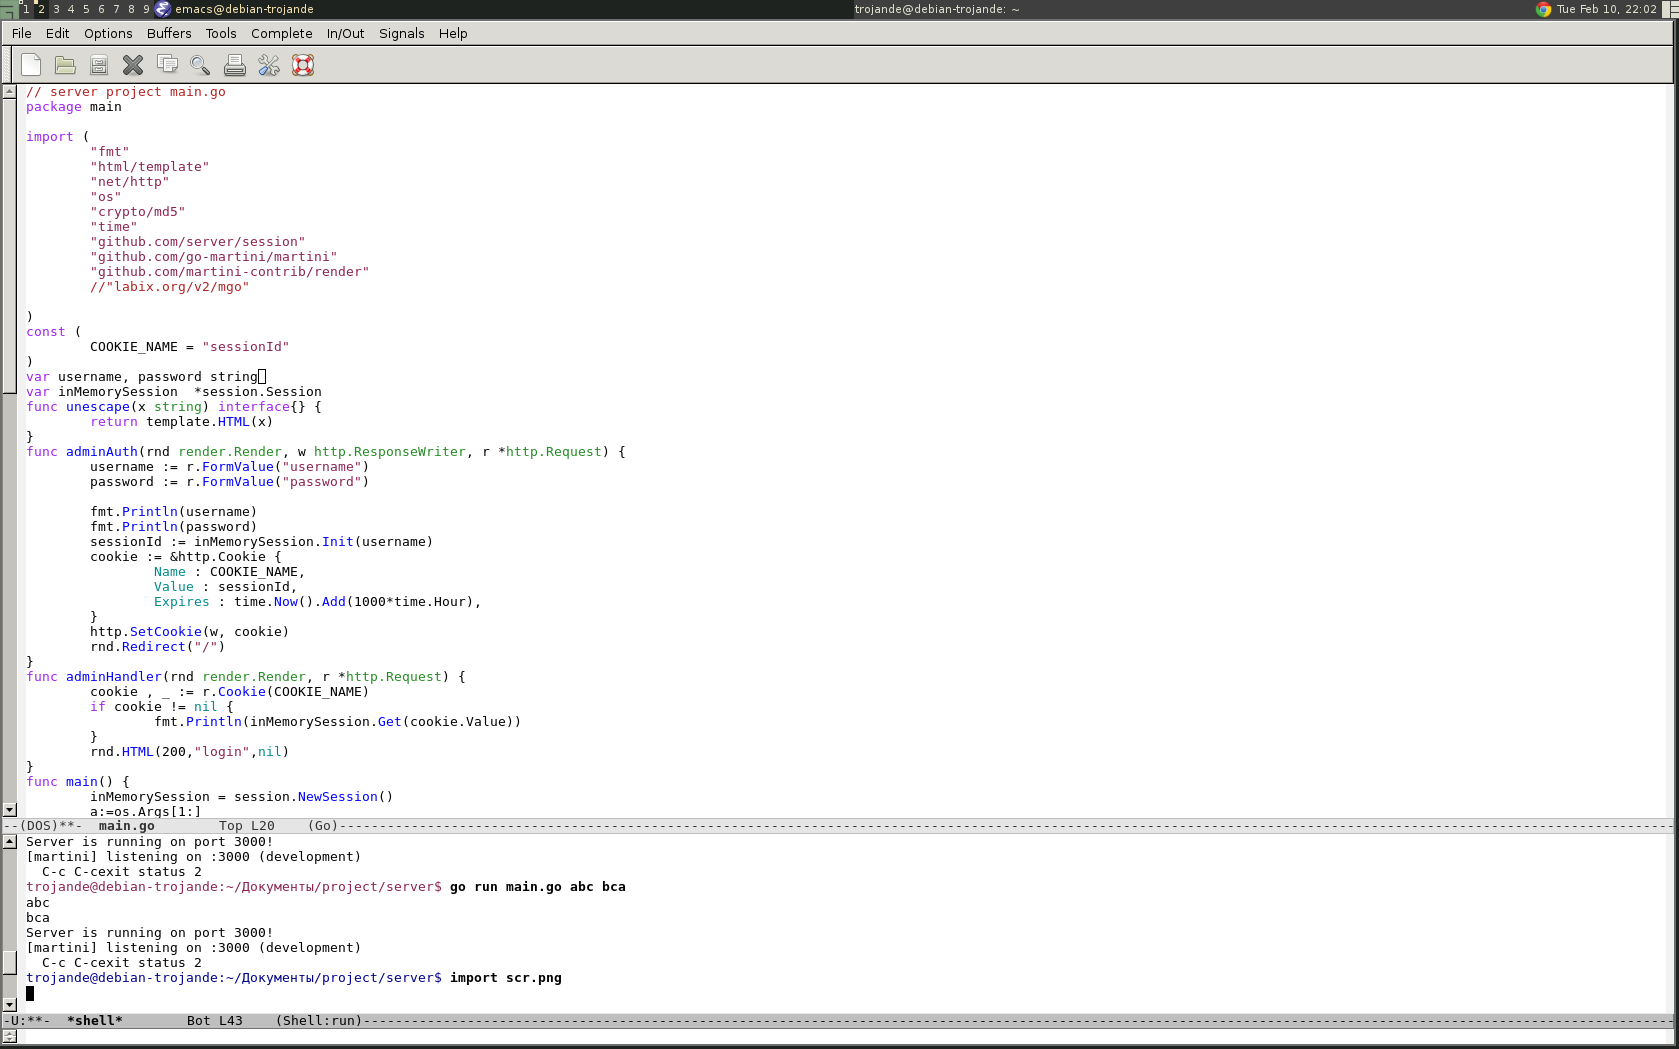 1 2 3 4 5 6 7 8 9 emacs@debian-trojande trojande@debian-trojande: ~ Tue Feb 10, 22:02
File Edit Options Buffers Tools Complete In/Out Signals Help
// server project main.go
package main
import (
"fmt"
"html/template"
"net/http"
"os"
"crypto/md5"
"time"
"github.com/server/session"
"github.com/go-martini/martini"
"github.com/martini-contrib/render"
//"labix.org/v2/mgo"
)
const (
COOKIE_NAME = "sessionId"
)
var username, password string
var inMemorySession  *session.Session
func unescape(x string) interface{} {
return template.HTML(x)
}
func adminAuth(rnd render.Render, w http.ResponseWriter, r *http.Request) {
username := r.FormValue("username")
password := r.FormValue("password")
fmt.Println(username)
fmt.Println(password)
sessionId := inMemorySession.Init(username)
cookie := &http.Cookie {
Name : COOKIE_NAME,
Value : sessionId,
Expires : time.Now().Add(1000*time.Hour),
}
http.SetCookie(w, cookie)
rnd.Redirect("/")
}
func adminHandler(rnd render.Render, r *http.Request) {
cookie , _ := r.Cookie(COOKIE_NAME)
if cookie != nil {
fmt.Println(inMemorySession.Get(cookie.Value))
}
rnd.HTML(200,"login",nil)
}
func main() {
inMemorySession = session.NewSession()
a:=os.Args[1:]
--(DOS)**-  main.go        Top L20    (Go)----------
Server is running on port 3000!
[martini] listening on :3000 (development)
C-c C-cexit status 2
trojande@debian-trojande:~/Документы/project/server$ go run main.go abc bca
abc
bca
Server is running on port 3000!
[martini] listening on :3000 (development)
C-c C-cexit status 2
trojande@debian-trojande:~/Документы/project/server$ import scr.png
-U:**-  *shell*        Bot L43    (Shell:run)----------